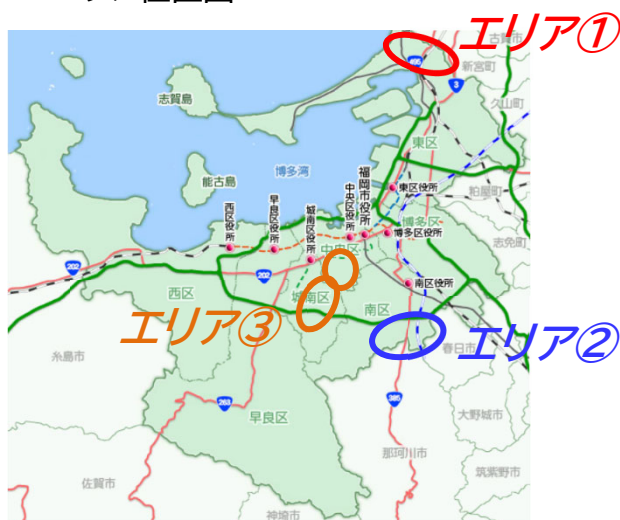 エリア①
古賀市
新宮町
495
3
久山町
志賀島
東区
能古島
博多湾
福岡市役所
中央区役所
城南区役所
早良区役所
西区役所
東区役所
粕屋町
博多区
博多区役所
志免町
中央区
202
202
南区役所
西区
城南区
南区
エリア③
エリア②
春日市
糸島市
263
385
大野城市
早良区
那珂川市
筑紫野市
佐賀市
神埼市